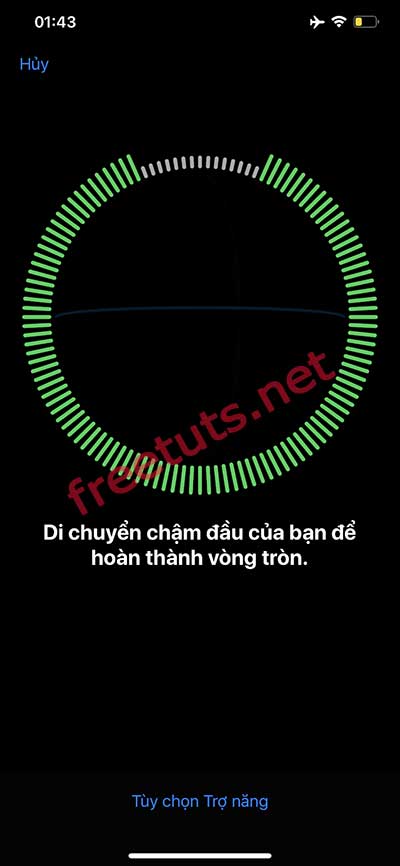 01:43
Hủy
freetuts.net
Di chuyển chậm đầu của bạn để
hoàn thành vòng tròn.
Tùy chọn Trợ năng